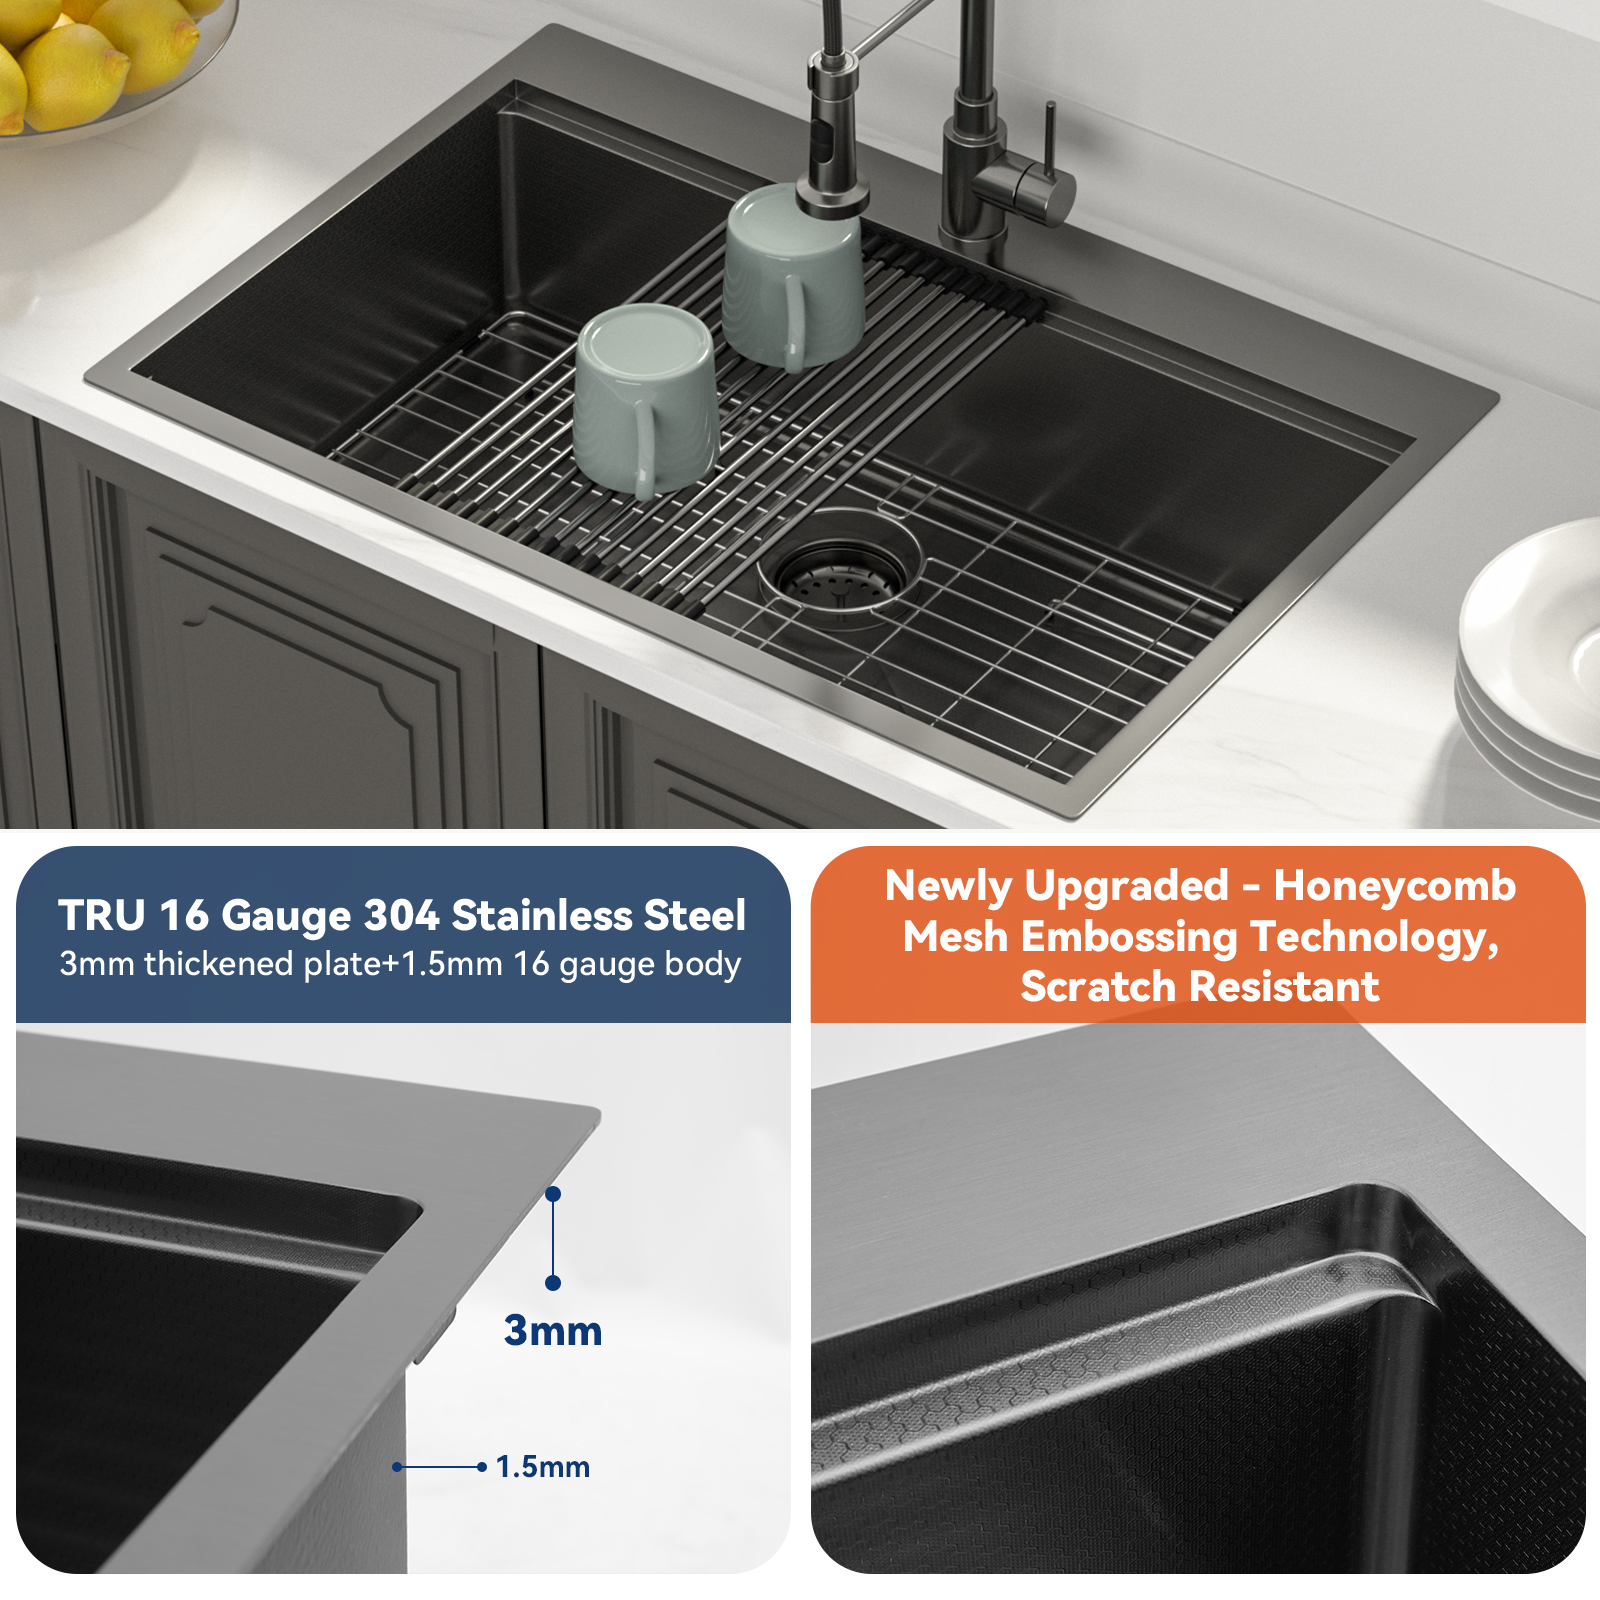 TRU 16 Gauge 304 Stainless Steel
3mm thickened plate+1.5mm 16 gauge body
3mm
1.5mm
Newly Upgraded - Honeycomb
Mesh Embossing Technology,
Scratch Resistant